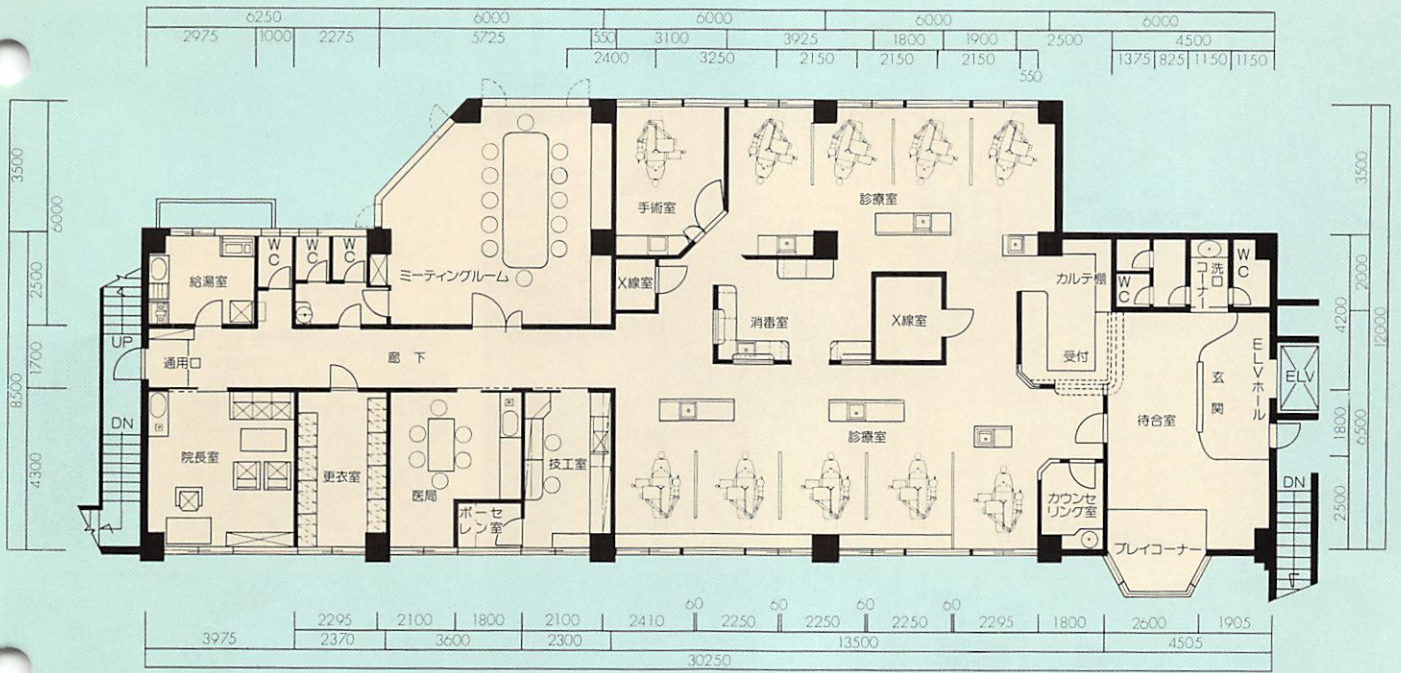 6250 6000 6000 6000 6000
2975 1000 2275 5725 550 3100 3925 1800 1900 2500 4500
2400 3250 2150 2150 2150 550 1375 825 1150 1150
3500
6000
2500
8500
1700
4300
3500
2000
4200
12000
1800
6500
2500
手術室
診療室
給湯室
WC
WC
WC
ミーティングルーム
X線室
消毒室
X線室
カルテ棚
WC
洗口コーナー
WC
受付
UP
通用口
廊下
DN
待合室
玄関
ELVホール
ELV
院長室
更衣室
医局
技工室
ポーセレン室
診療室
カウンセリング室
プレイコーナー
DN
60 60 60 60
2295 2100 1800 2100 2410 2250 2250 2250 2295 1800 2600 1905
3975 2370 3600 2300 13500 4505
30250